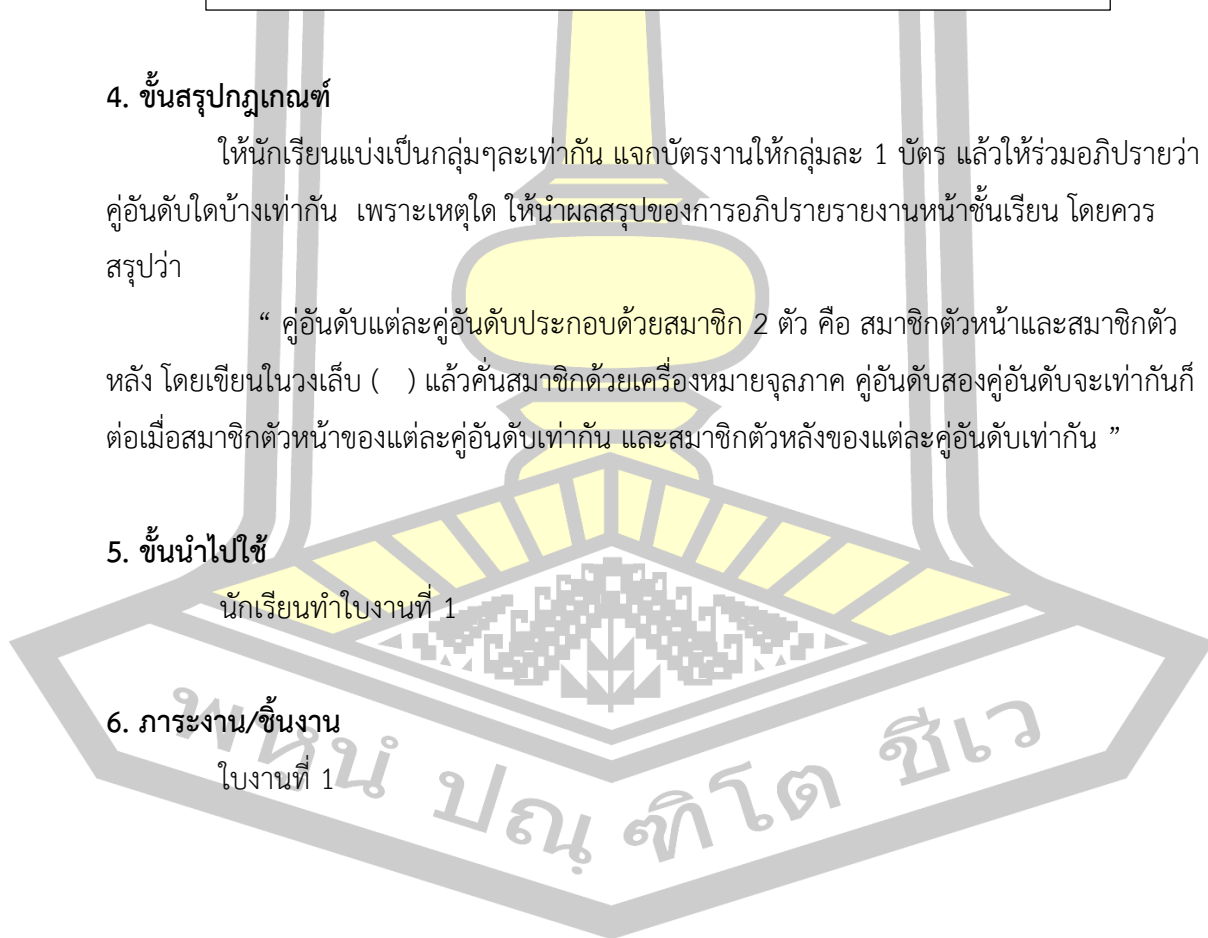 4. ขั้นสรุปกฎเกณฑ์
ให้นักเรียนแบ่งเป็นกลุ่มๆละเท่ากัน แจกบัตรงานให้กลุ่มละ 1 บัตร แล้วให้ร่วมอภิปรายว่า
คู่อันดับใดบ้างเท่ากัน เพราะเหตุใด ให้นำผลสรุปของการอภิปรายรายงานหน้าชั้นเรียน โดยควร
สรุปว่า
“ คู่อันดับแต่ละคู่อันดับประกอบด้วยสมาชิก 2 ตัว คือ สมาชิกตัวหน้าและสมาชิกตัว
หลัง โดยเขียนในวงเล็บ ( ) แล้วคั่นสมาชิกด้วยเครื่องหมายจุลภาค คู่อันดับสองคู่อันดับจะเท่ากันก็
ต่อเมื่อสมาชิกตัวหน้าของแต่ละคู่อันดับเท่ากัน และสมาชิกตัวหลังของแต่ละคู่อันดับเท่ากัน ”
5. ขั้นนำไปใช้
นักเรียนทำใบงานที่ 1
6. ภาระงาน/ชิ้นงาน
ใบงานที่ 1
พหุนํ ปณฺฑิโต ชีเว